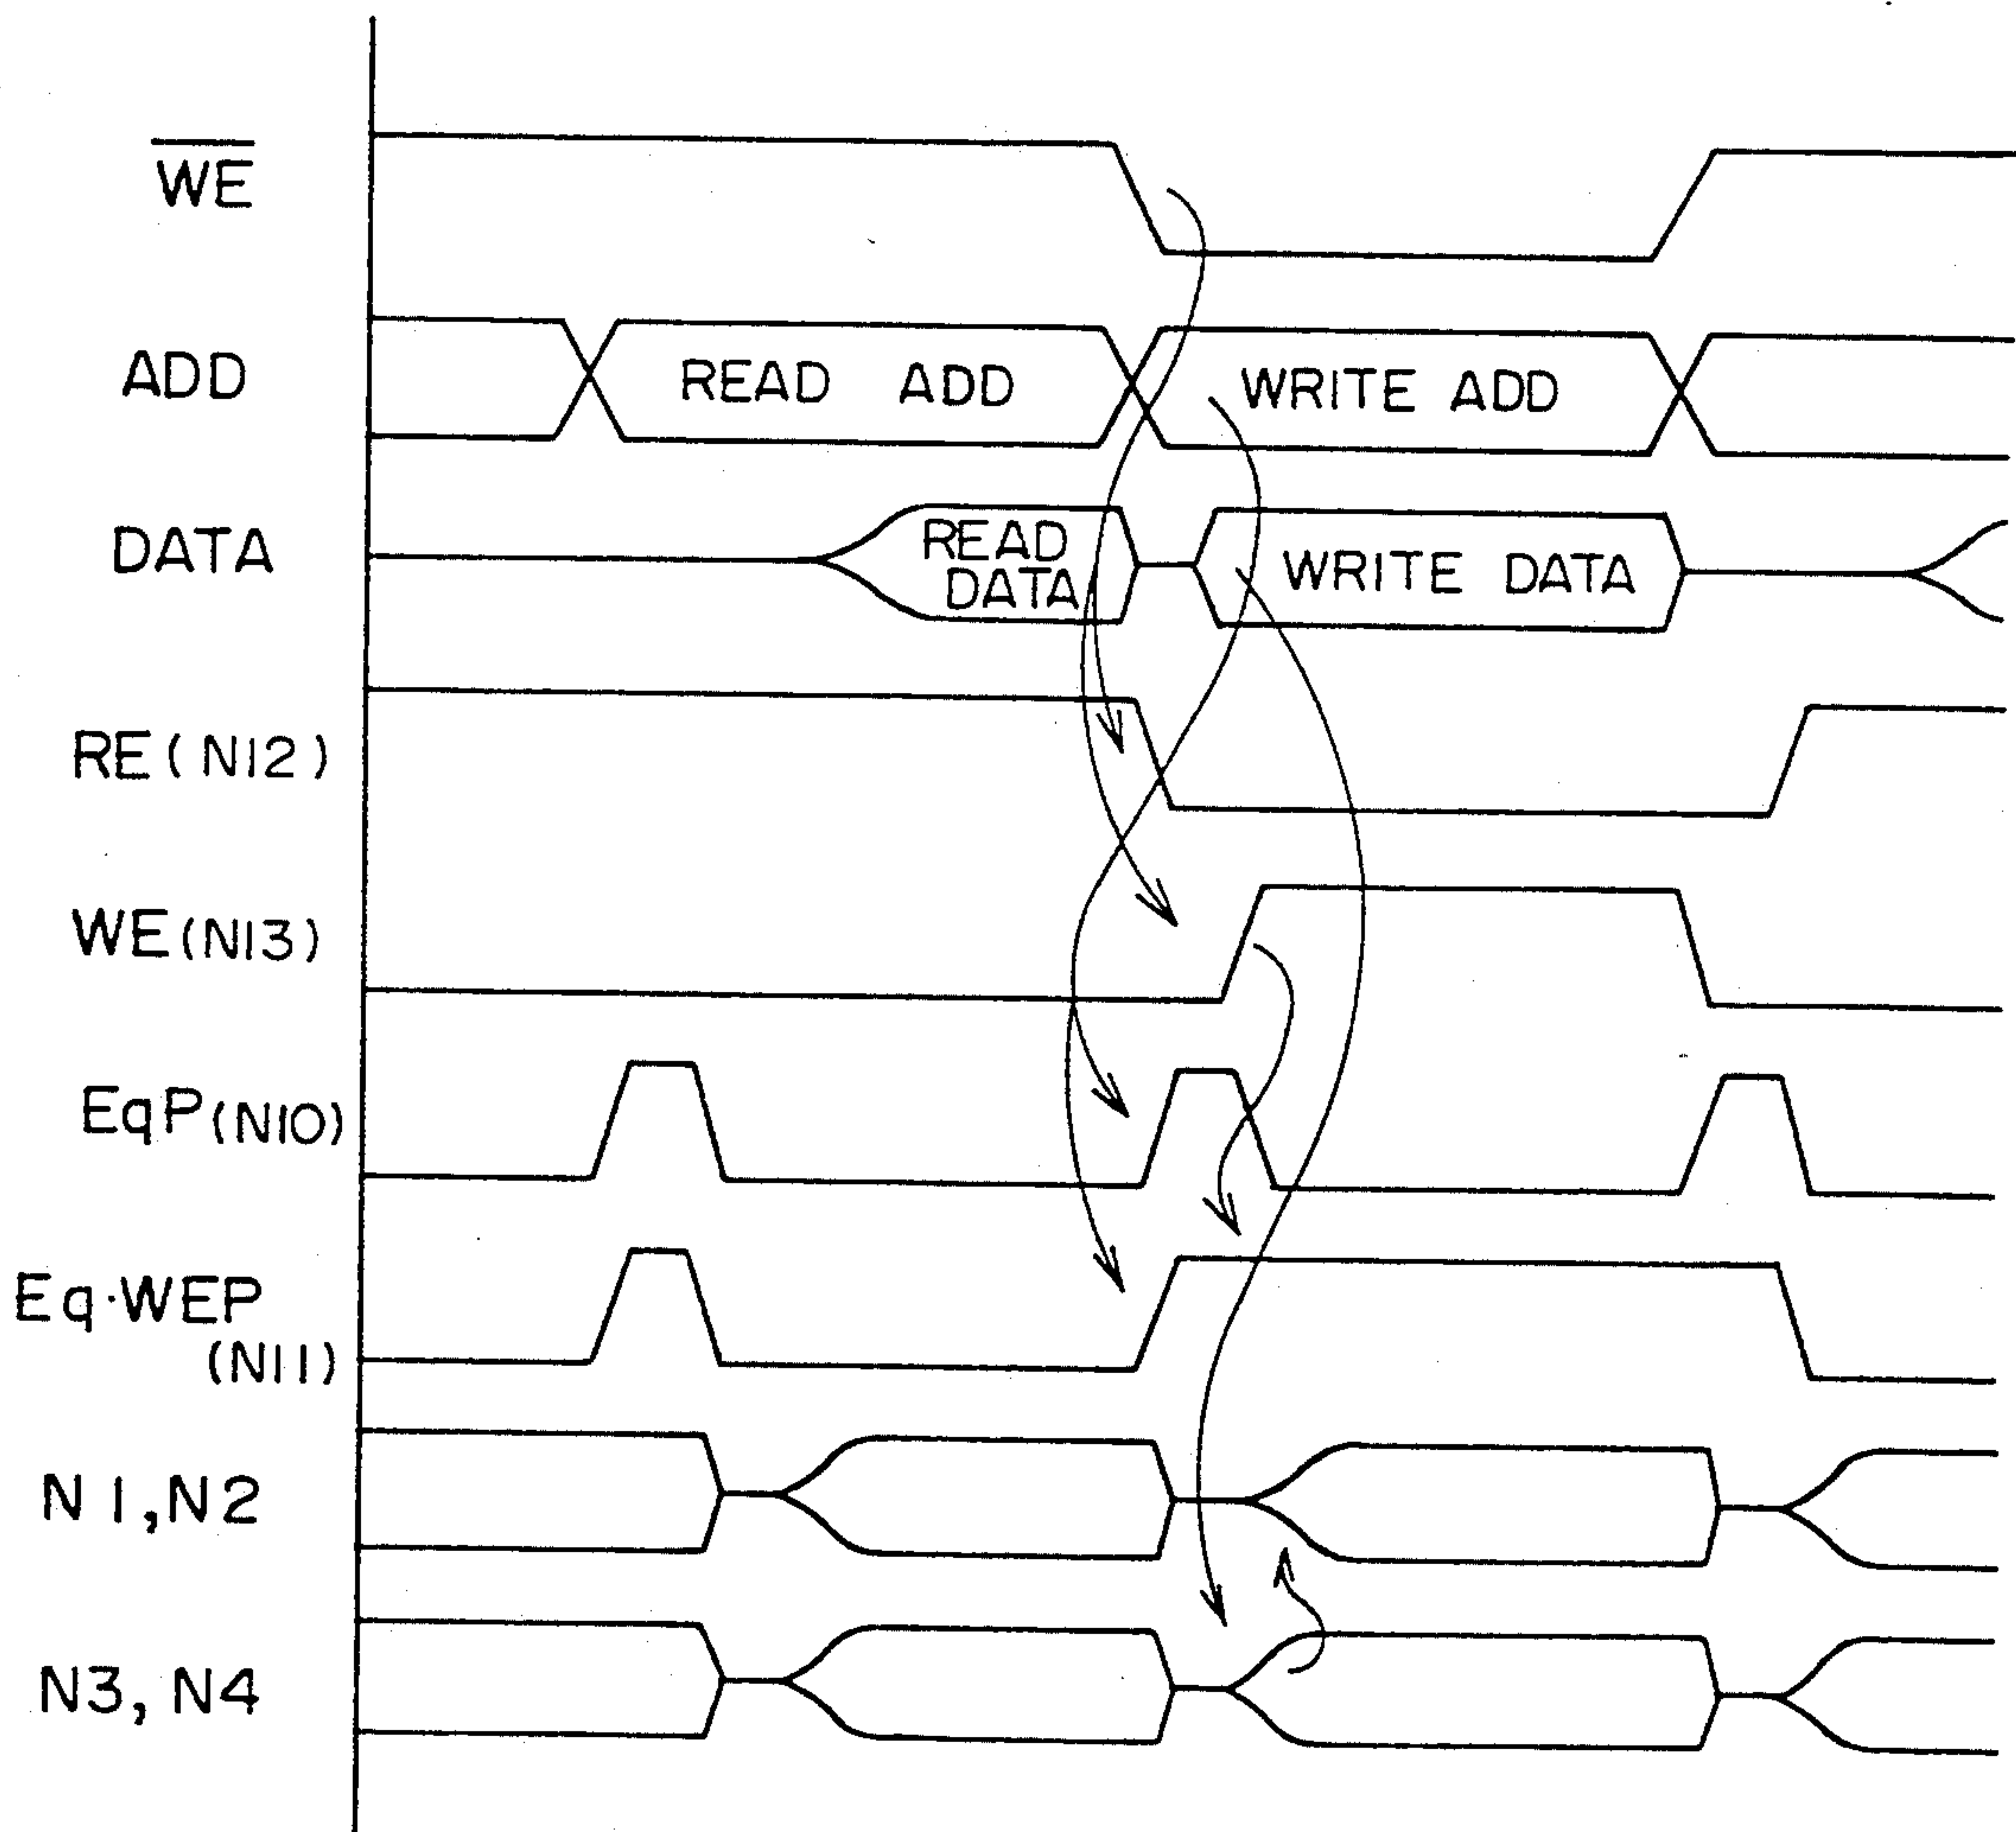 W̅E̅
ADD
READ ADD
WRITE ADD
DATA
READ
DATA
WRITE DATA
RE(N12)
WE(N13)
EqP(N10)
Eq·WEP
(N11)
N1,N2
N3,N4